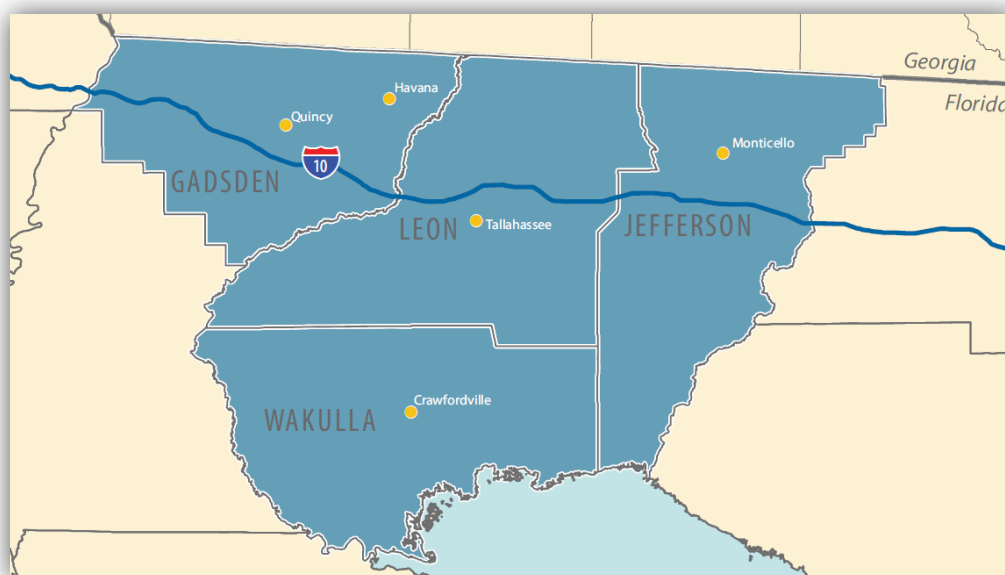 Georgia
Florida
Havana
Quincy
Monticello
10
GADSDEN
LEON
Tallahassee
JEFFERSON
Crawfordville
WAKULLA